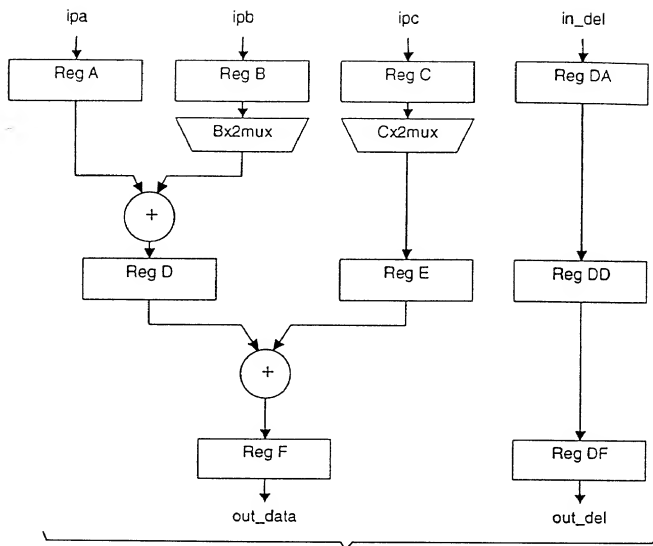 ipa ipb ipc in_del
Reg A Reg B Reg C Reg DA
Bx2mux Cx2mux
+
Reg D Reg E Reg DD
+
Reg F Reg DF
out_data out_del